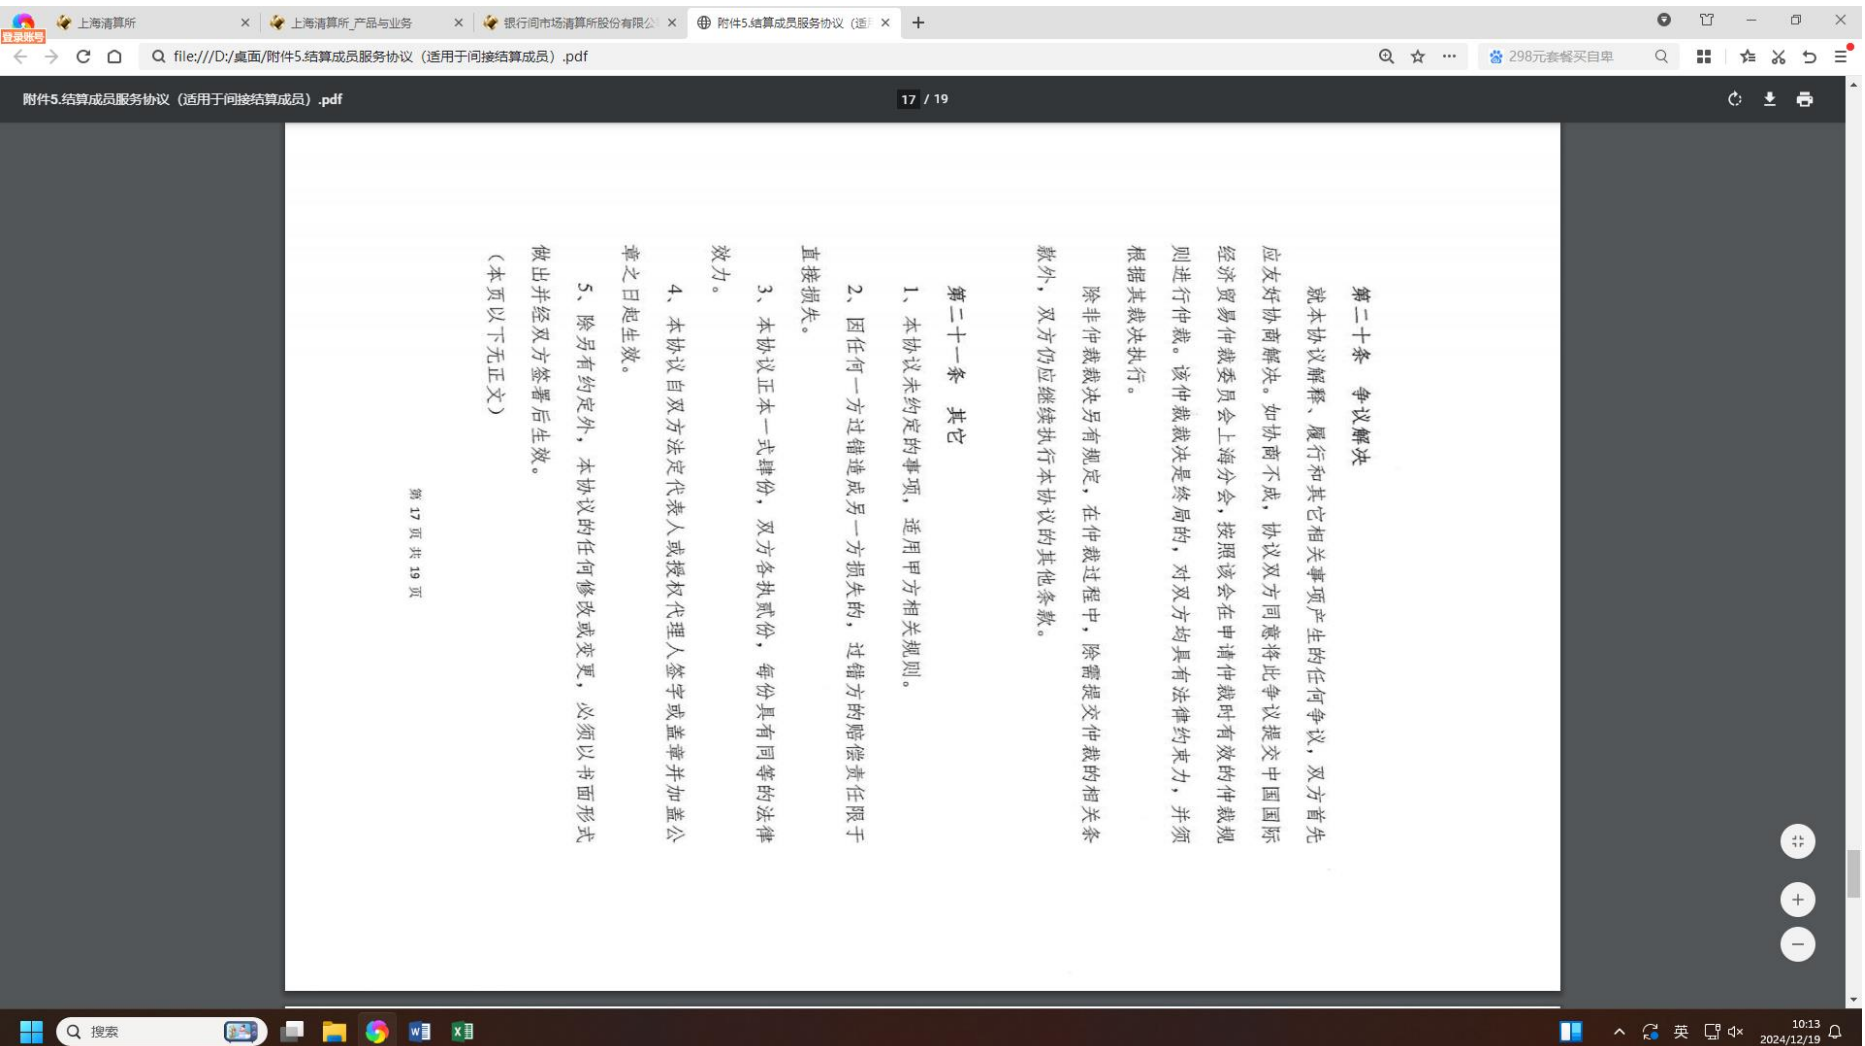 上海清算所
上海清算所_产品与业务
银行间市场清算所股份有限公
附件5.结算成员服务协议（适
登录账号
file:///D:/桌面/附件5.结算成员服务协议（适用于间接结算成员）.pdf
298元套餐买自卑
附件5.结算成员服务协议（适用于间接结算成员）.pdf
17 / 19
第二十条 争议解决
就本协议解释、履行和其它相关事项产生的任何争议，双方首先
应友好协商解决。如协商不成，协议双方同意将此争议提交中国国际
经济贸易仲裁委员会上海分会，按照该会在申请仲裁时有效的仲裁规
则进行仲裁。该仲裁裁决是终局的，对双方均具有法律约束力，并须
根据其裁决执行。
除非仲裁裁决另有规定，在仲裁过程中，除需提交仲裁的相关条
款外，双方仍应继续执行本协议的其他条款。
第二十一条 其它
1、本协议未约定的事项，适用甲方相关规则。
2、因任何一方过错造成另一方损失的，过错方的赔偿责任限于
直接损失。
3、本协议正本一式肆份，双方各执贰份，每份具有同等的法律
效力。
4、本协议自双方法定代表人或授权代理人签字或盖章并加盖公
章之日起生效。
5、除另有约定外，本协议的任何修改或变更，必须以书面形式
做出并经双方签署后生效。
（本页以下无正文）
第 17 页 共 19 页
搜索
英
10:13
2024/12/19